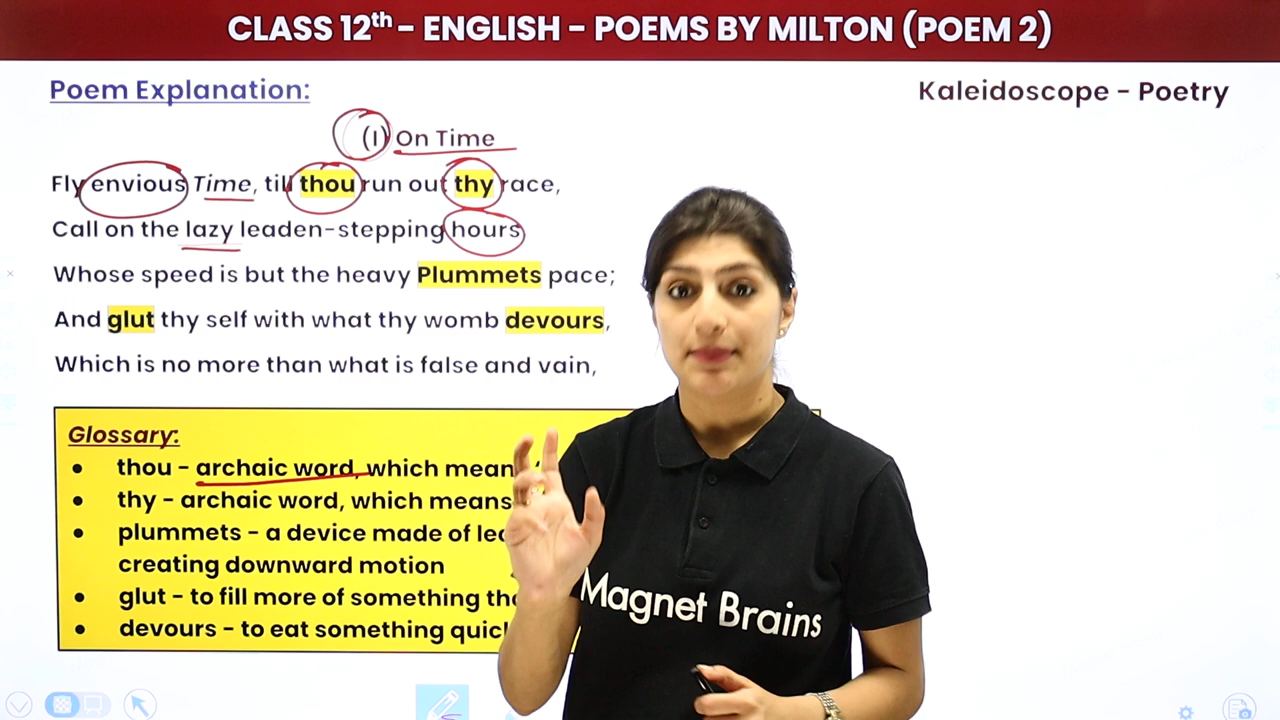 CLASS 12th - ENGLISH - POEMS BY MILTON (POEM 2)
Poem Explanation:
Kaleidoscope - Poetry
(1) On Time
Fly envious Time, till thou run out thy race,
Call on the lazy leaden-stepping hours
Whose speed is but the heavy Plummets pace;
And glut thy self with what thy womb devours,
Which is no more than what is false and vain,
Glossary:
• thou - archaic word, which mean
• thy - archaic word, which means
• plummets - a device made of
creating downward motion
• glut - to fill more of something
• devours - to eat something
Magnet Brains